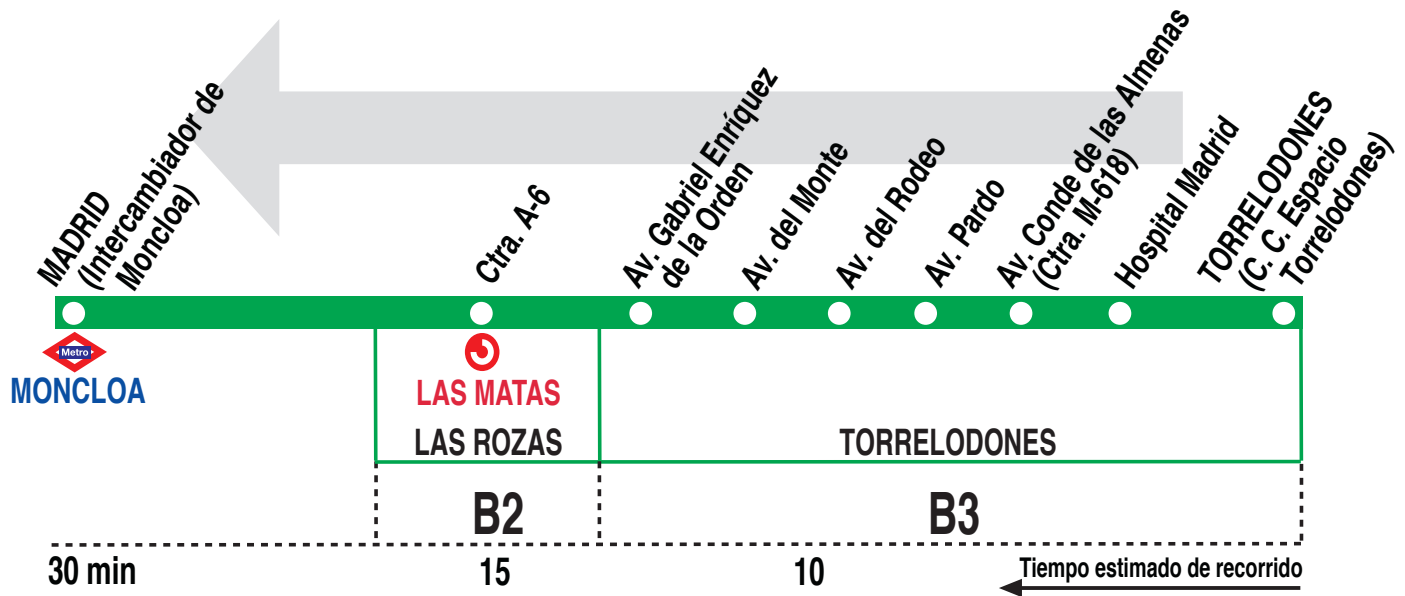 MADRID
(Intercambiador de
Moncloa)
Ctra. A-6
Av. Gabriel Enríquez
de la Orden
Av. del Monte
Av. del Rodeo
Av. Pardo
Av. Conde de las Almenas
(Ctra. M-618)
Hospital Madrid
TORRELODONES
(C. C. Espacio
Torrelodones)
Metro
MONCLOA
LAS MATAS
LAS ROZAS
TORRELODONES
B2
B3
30 min
15
10
Tiempo estimado de recorrido